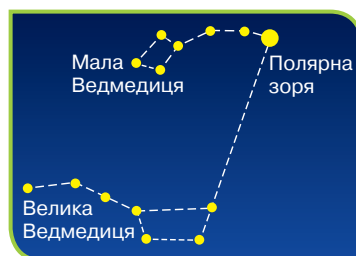 Мала
Ведмедиця
Полярна
зоря
Велика
Ведмедиця